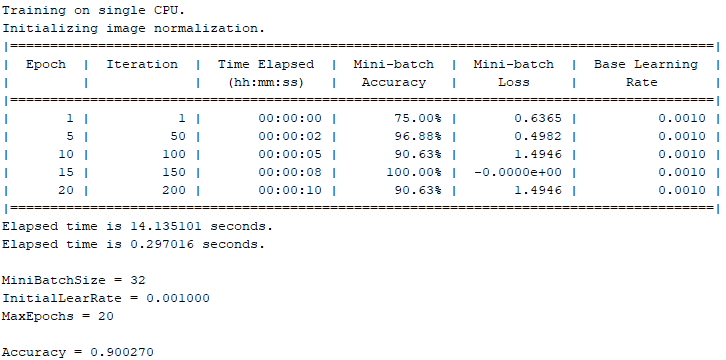 Training on single CPU.
Initializing image normalization.
|========================================================================================|
| Epoch | Iteration | Time Elapsed | Mini-batch | Mini-batch | Base Learning |
| | | (hh:mm:ss) | Accuracy | Loss | Rate |
|========================================================================================|
| 1 | 1 | 00:00:00 | 75.00% | 0.6365 | 0.0010 |
| 5 | 50 | 00:00:02 | 96.88% | 0.4982 | 0.0010 |
| 10 | 100 | 00:00:05 | 90.63% | 1.4946 | 0.0010 |
| 15 | 150 | 00:00:08 | 100.00% | -0.0000e+00 | 0.0010 |
| 20 | 200 | 00:00:10 | 90.63% | 1.4946 | 0.0010 |
|========================================================================================|
Elapsed time is 14.135101 seconds.
Elapsed time is 0.297016 seconds.
MiniBatchSize = 32
InitialLearRate = 0.001000
MaxEpochs = 20
Accuracy = 0.900270